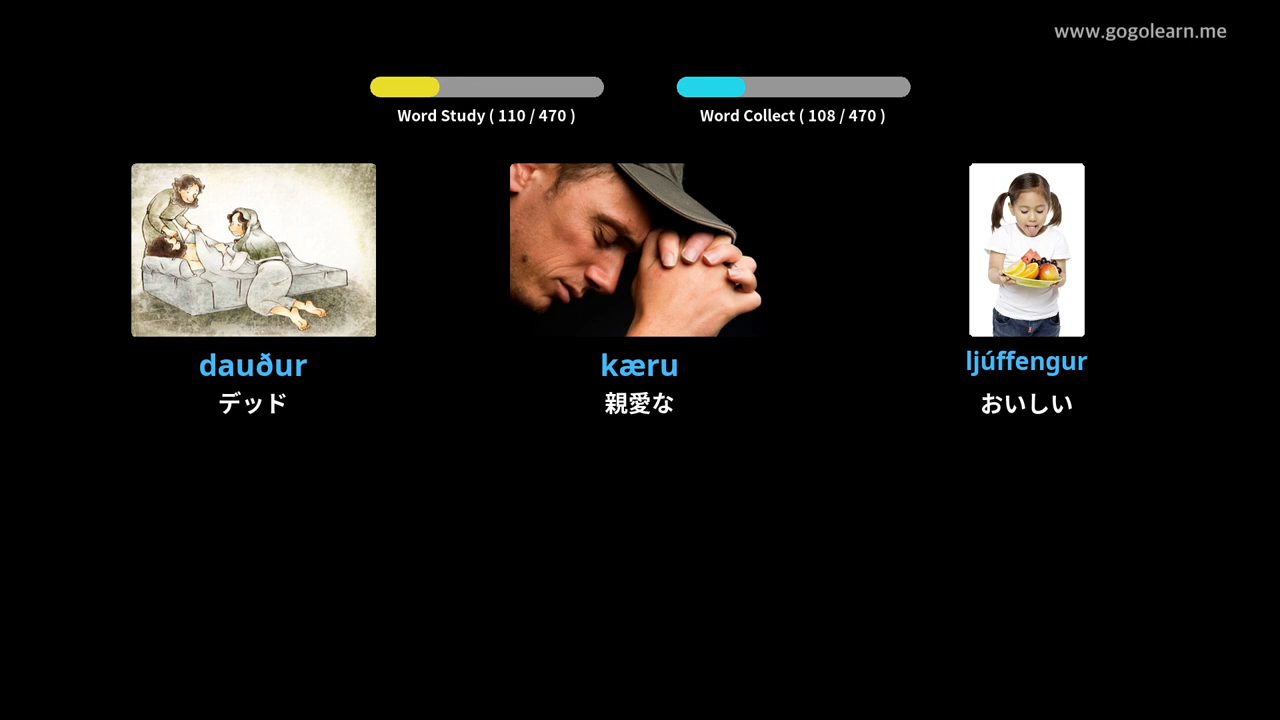 www.gogolearn.me
Word Study ( 110 / 470 )
Word Collect ( 108 / 470 )
dauður
デッド
kæru
親愛な
ljúffengur
おいしい